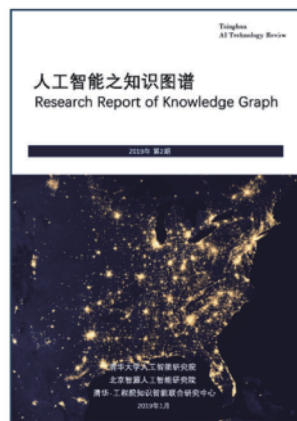 Tsinghua
AI Technology Review
人工智能之知识图谱
Research Report of Knowledge Graph
2019年 第2期
清华大学人工智能研究院
北京智源人工智能研究院
清华-工程院知识智能联合研究中心
2019年1月